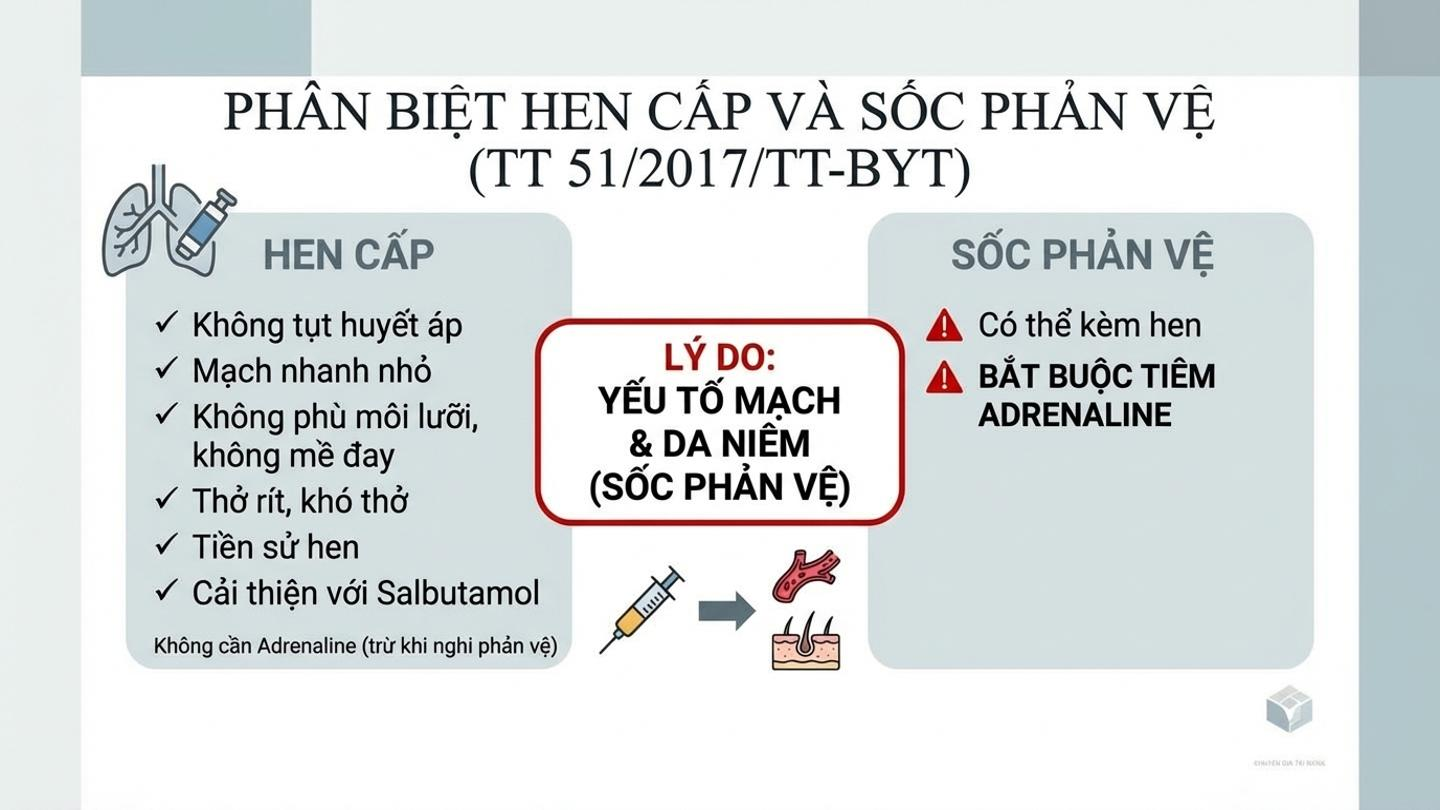 PHÂN BIỆT HEN CẤP VÀ SỐC PHẢN VỆ
(TT 51/2017/TT-BYT)
HEN CẤP
Không tụt huyết áp
Mạch nhanh nhỏ
Không phù môi lưỡi,
không mề đay
Thở rít, khó thở
Tiền sử hen
Cải thiện với Salbutamol
Không cần Adrenaline (trừ khi nghi phản vệ)
LÝ DO:
YẾU TỐ MẠCH
& DA NIÊM
(SỐC PHẢN VỆ)
SỐC PHẢN VỆ
Có thể kèm hen
BẮT BUỘC TIÊM
ADRENALINE